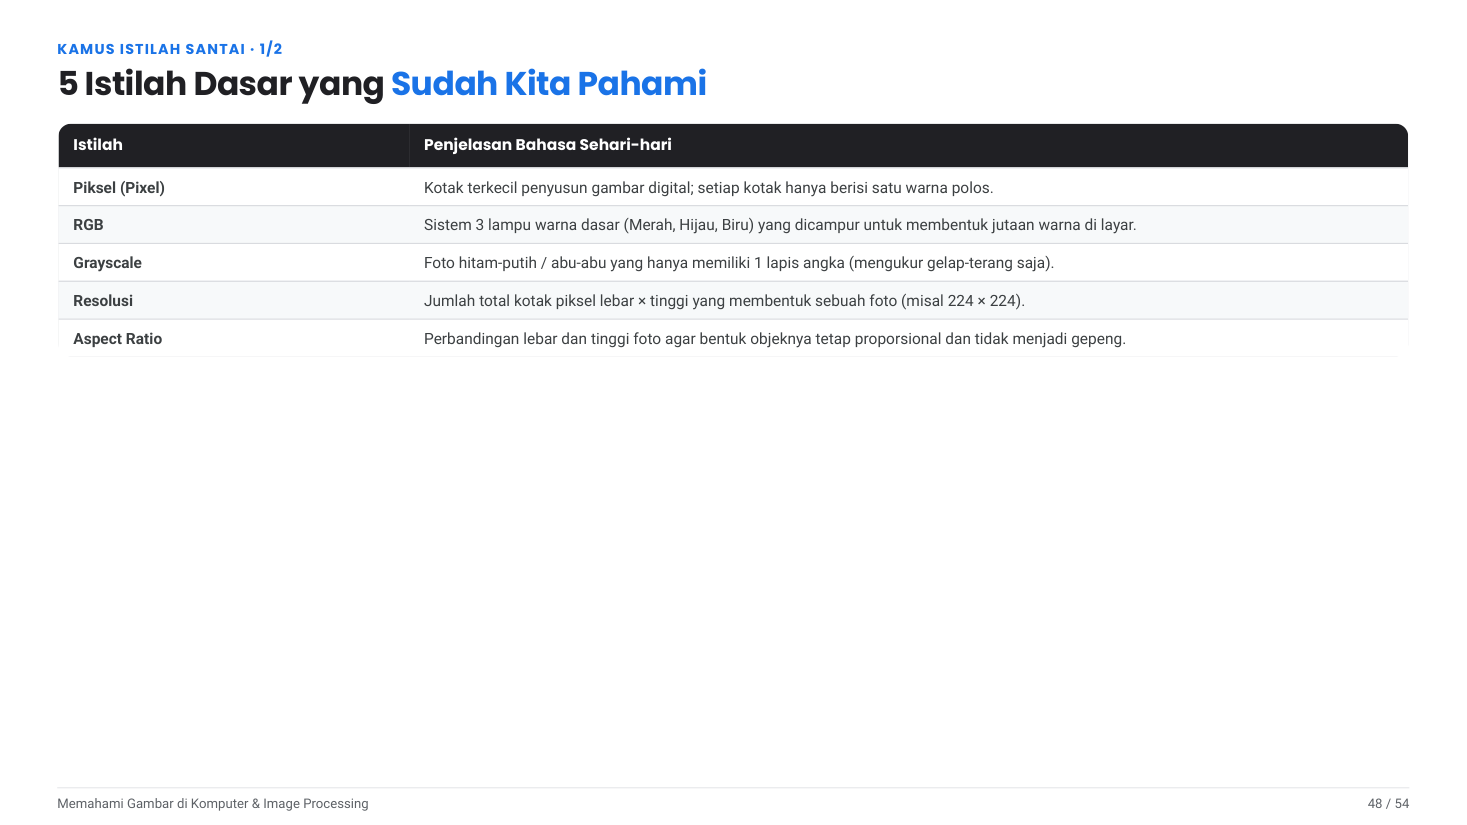 KAMUS ISTILAH SANTAI · 1/2
5 Istilah Dasar yang Sudah Kita Pahami
Istilah Penjelasan Bahasa Sehari-hari
Piksel (Pixel) Kotak terkecil penyusun gambar digital; setiap kotak hanya berisi satu warna polos.
RGB Sistem 3 lampu warna dasar (Merah, Hijau, Biru) yang dicampur untuk membentuk jutaan warna di layar.
Grayscale Foto hitam-putih / abu-abu yang hanya memiliki 1 lapis angka (mengukur gelap-terang saja).
Resolusi Jumlah total kotak piksel lebar × tinggi yang membentuk sebuah foto (misal 224 × 224).
Aspect Ratio Perbandingan lebar dan tinggi foto agar bentuk objeknya tetap proporsional dan tidak menjadi gepeng.
Memahami Gambar di Komputer & Image Processing 48 / 54